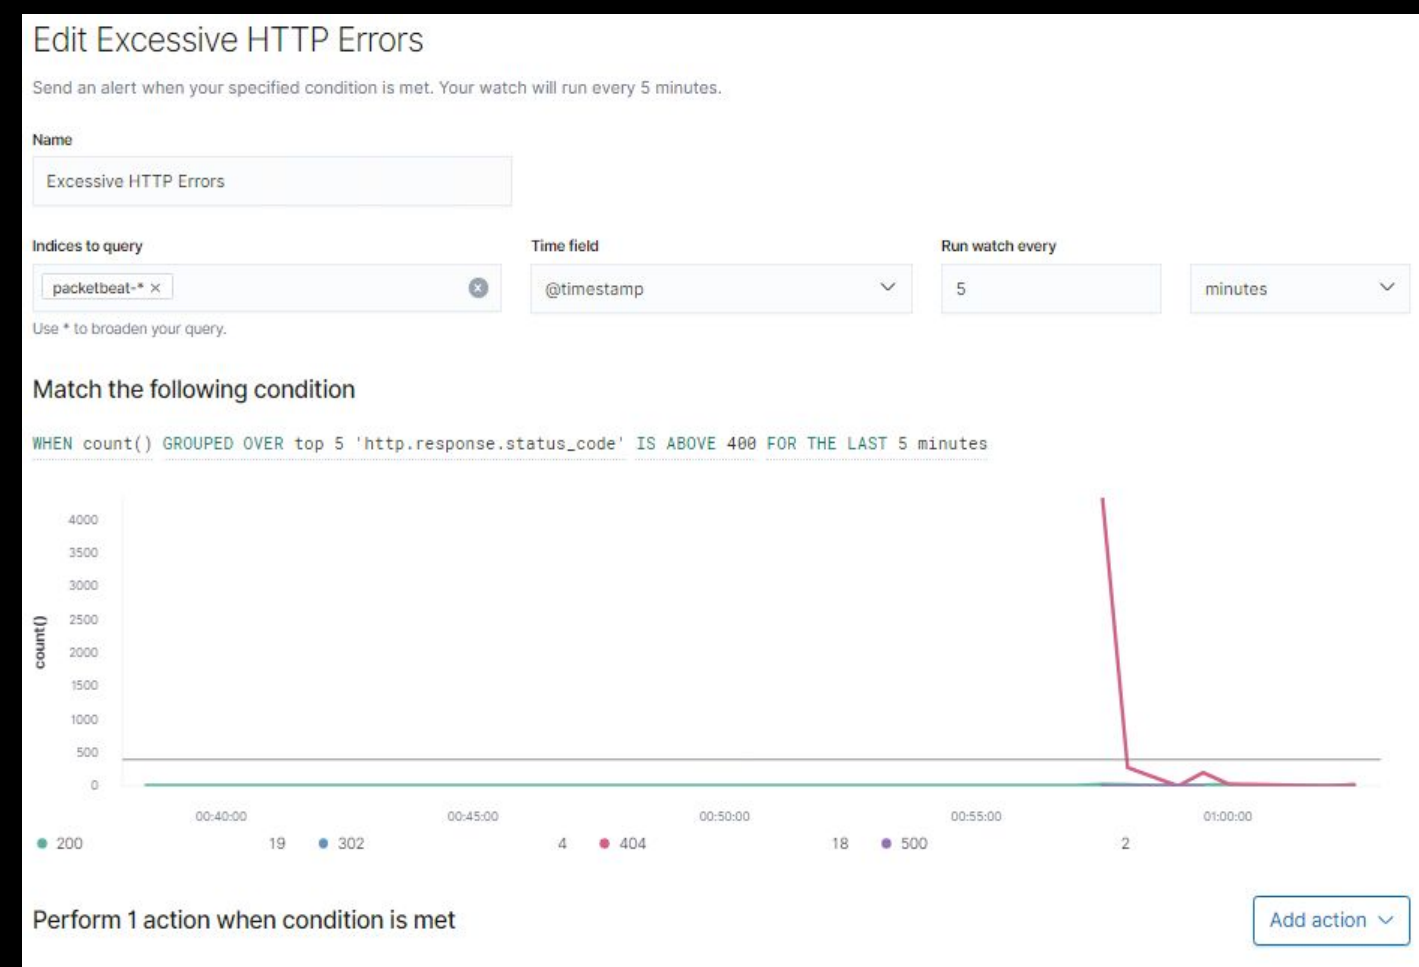 Edit Excessive HTTP Errors
Send an alert when your specified condition is met. Your watch will run every 5 minutes.
Name
Excessive HTTP Errors
Indices to query Time field Run watch every
packetbeat-* × @timestamp 5 minutes
Use * to broaden your query.
Match the following condition
WHEN count() GROUPED OVER top 5 'http.response.status_code' IS ABOVE 400 FOR THE LAST 5 minutes
4000
3500
3000
2500
2000
1500
1000
500
0
count()
00:40:00 00:45:00 00:50:00 00:55:00 01:00:00
200 19 302 4 404 18 500 2
Perform 1 action when condition is met Add action